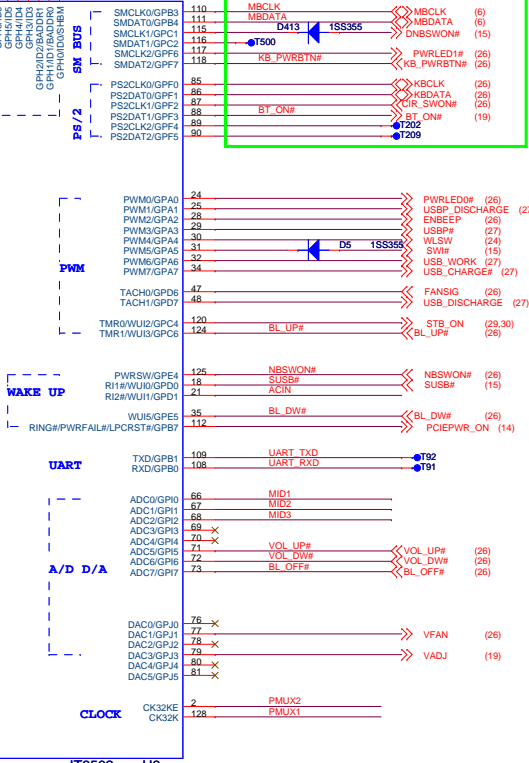 GPH5/ID5
GPH4/ID4
GPH3/ID3
GPH2/ID2/BADDR1
GPH1/ID1/BADDR0
GPH0/ID0/SHBM
SM BUS
SMCLK0/GPB3 110 MBCLK MBCLK (6)
SMDAT0/GPB4 111 MBDATA MBDATA (6)
SMCLK1/GPC1 115 D413 1SS355 DNBSWON# (15)
SMDAT1/GPC2 116 T500
SMCLK2/GPF6 117 PWRLED1# (26)
SMDAT2/GPF7 118 KB_PWRBTN# KB_PWRBTN# (26)
PS/2
PS2CLK0/GPF0 85 KBCLK (26)
PS2DAT0/GPF1 86 KBDATA (26)
PS2CLK1/GPF2 87 CIR_SWON# (26)
PS2DAT1/GPF3 88 BT_ON# BT_ON# (19)
PS2CLK2/GPF4 89 T202
PS2DAT2/GPF5 90 T209
PWM
PWM0/GPA0 24 PWRLED0# (26)
PWM1/GPA1 25 USBP_DISCHARGE (27
PWM2/GPA2 28 ENBEEP (26)
PWM3/GPA3 29 USBP# (27)
PWM4/GPA4 30 WLSW (24)
PWM5/GPA5 31 D5 1SS355 SWI# (15)
PWM6/GPA6 32 USB_WORK (27)
PWM7/GPA7 34 USB_CHARGE# (27)
TACH0/GPD6 47 FANSIG (26)
TACH1/GPD7 48 USB_DISCHARGE (27)
TMR0/WUI2/GPC4 120 STB_ON (29,30)
TMR1/WUI3/GPC6 124 BL_UP# BL_UP# (26)
WAKE UP
PWRSW/GPE4 125 NBSWON# NBSWON# (26)
RI1#/WUI0/GPD0 18 SUSB# SUSB# (15)
RI2#/WUI1/GPD1 21 ACIN
WUI5/GPE5 35 BL_DW# BL_DW# (26)
RING#/PWRFAIL#/LPCRST#/GPB7 112 PCIEPWR_ON (14)
UART
TXD/GPB1 109 UART_TXD T92
RXD/GPB0 108 UART_RXD T91
A/D D/A
ADC0/GPI0 66 MID1
ADC1/GPI1 67 MID2
ADC2/GPI2 68 MID3
ADC3/GPI3 69
ADC4/GPI4 70
ADC5/GPI5 71 VOL_UP# VOL_UP# (26)
ADC6/GPI6 72 VOL_DW# VOL_DW# (26)
ADC7/GPI7 73 BL_OFF# BL_OFF# (26)
DAC0/GPJ0 76
DAC1/GPJ1 77 VFAN (26)
DAC2/GPJ2 78
DAC3/GPJ3 79 VADJ (19)
DAC4/GPJ4 80
DAC5/GPJ5 81
CLOCK
CK32KE 2 PMUX2
CK32K 128 PMUX1